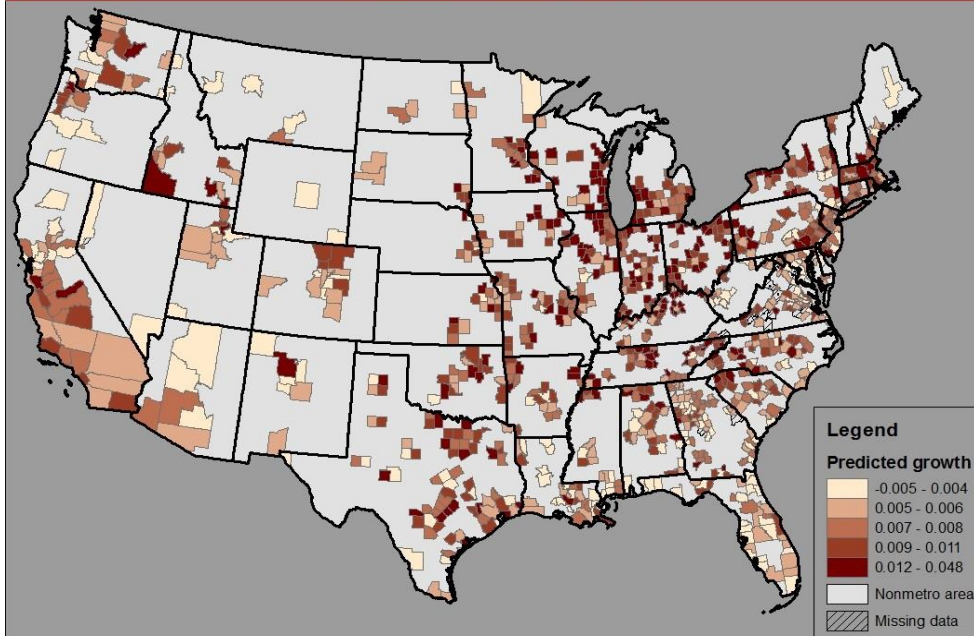 Legend
Predicted growth
-0.005 - 0.004
0.005 - 0.006
0.007 - 0.008
0.009 - 0.011
0.012 - 0.048
Nonmetro area
Missing data